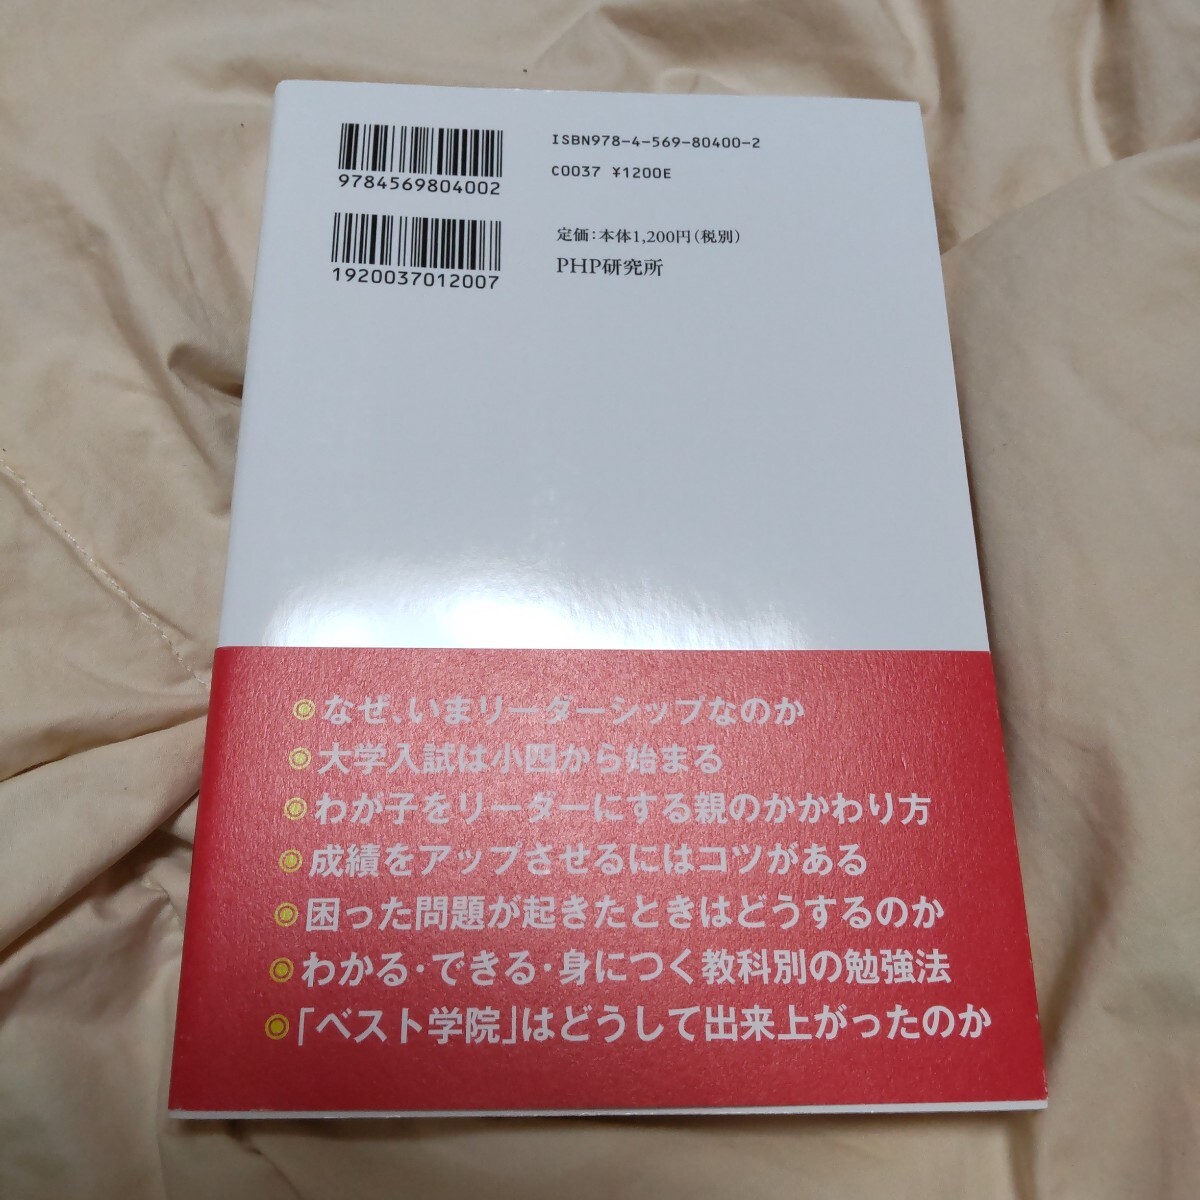 ISBN978-4-569-80400-2
C0037 ¥1200E
9784569804002
定価：本体1,200円（税別）
PHP研究所
1920037012007
なぜ、いまリーダーシップなのか
大学入試は小四から始まる
わが子をリーダーにする親のかかわり方
成績をアップさせるにはコツがある
困った問題が起きたときはどうするのか
わかる・できる・身につく教科別の勉強法
「ベスト学院」はどうして出来上がったのか